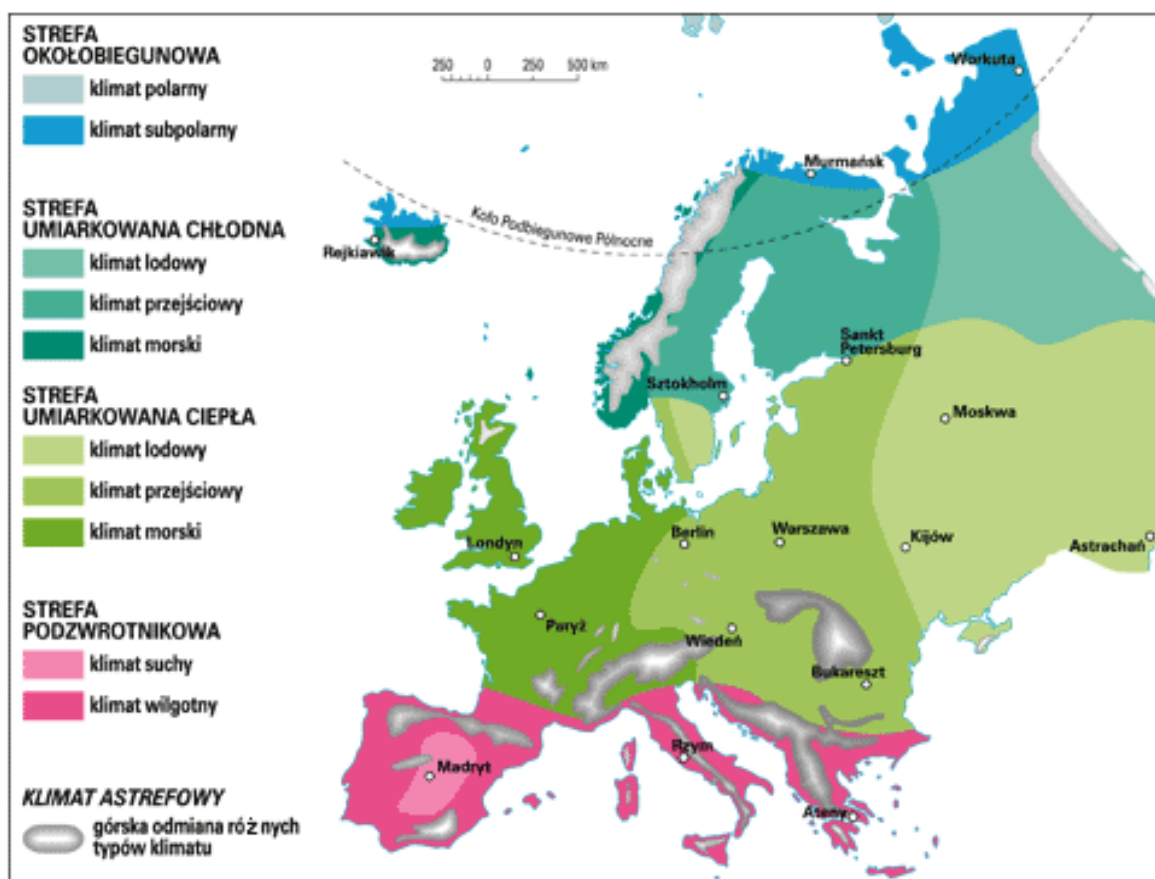 STREFA
OKOŁOBIEGUNOWA
klimat polarny
klimat subpolarny
STREFA
UMIARKOWANA CHŁODNA
klimat lodowy
klimat przejściowy
klimat morski
STREFA
UMIARKOWANA CIEPŁA
klimat lodowy
klimat przejściowy
klimat morski
STREFA
PODZWROTNIKOWA
klimat suchy
klimat wilgotny
KLIMAT ASTREFOWY
górska odmiana różnych
typów klimatu
250 0 250 500 km
Workuta
Murmańsk
Koło Podbiegunowe Północne
Rejkiawik
Sankt
Petersburg
Sztokholm
Moskwa
Berlin
Warszawa
Kijów
Astrachań
Londyn
Paryż
Wiedeń
Bukareszt
Rzym
Madryt
Ateny